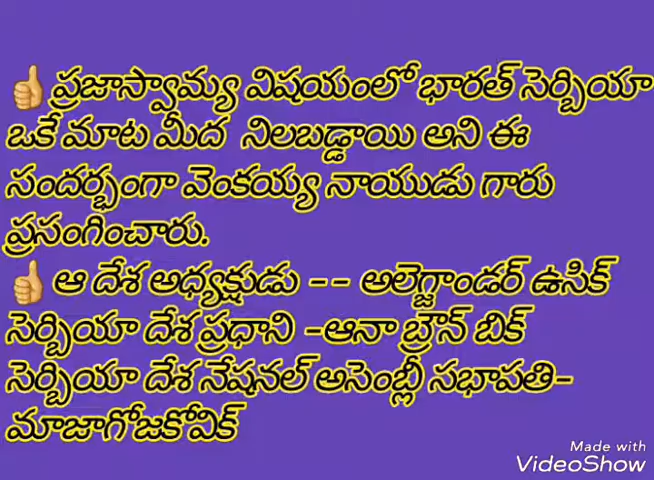 👍ప్రజాస్వామ్య విషయంలో భారత్ సెర్బియా
ఒకే మాట మీద నిలబడ్డాయి అని ఈ
సందర్భంగా వెంకయ్య నాయుడు గారు
ప్రసంగించారు.
👍ఆ దేశ అధ్యక్షుడు -- అలెగ్జాండర్ ఉసిక్
సెర్బియా దేశ ప్రధాని -ఆనా బ్రౌన్ బిక్
సెర్బియా దేశ నేషనల్ అసెంబ్లీ సభాపతి-
మాజాగోజకోవిక్
Made with
VideoShow